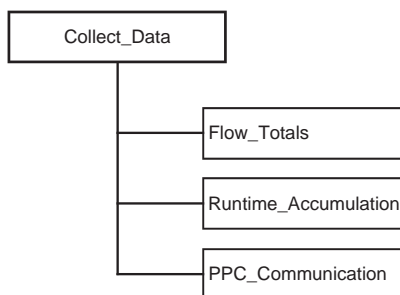 Collect_Data
Flow_Totals
Runtime_Accumulation
PPC_Communication